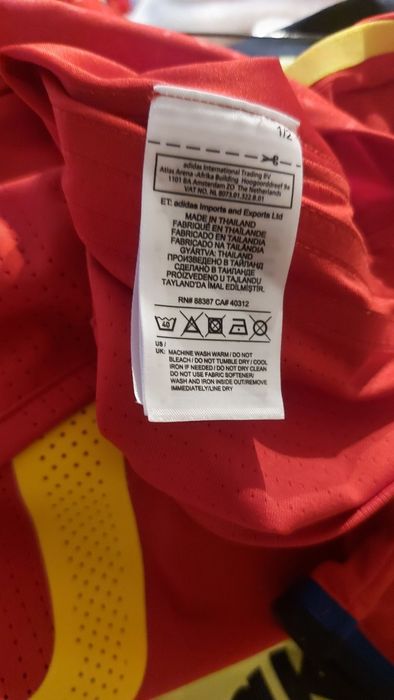 1/2
adidas International Trading BV
Atlas Arena -Afrika Building Hoogoorddreef 9a
1101 BA Amsterdam ZO The Netherlands
VAT NO. NL 8073.01.322.B.01
ET: adidas Imports and Exports Ltd
MADE IN THAILAND
FABRIQUÉ EN THAÏLANDE
FABRICADO EN TAILANDIA
FABRICADO NA TAILÂNDIA
GYÁRTVA: THAILAND
ПРОИЗВЕДЕНО В ТАЙЛАНД
СДЕЛАНО В ТАИЛАНДЕ
PROIZVEDENO U TAJLANDU
TAYLAND'DA İMAL EDİLMİŞTİR.
RN# 88387 CA# 40312
40
US /
UK: MACHINE WASH WARM / DO NOT
BLEACH / DO NOT TUMBLE DRY / COOL
IRON IF NEEDED / DO NOT DRY CLEAN
DO NOT USE FABRIC SOFTENER/
WASH AND IRON INSIDE OUT/REMOVE
IMMEDIATELY/LINE DRY